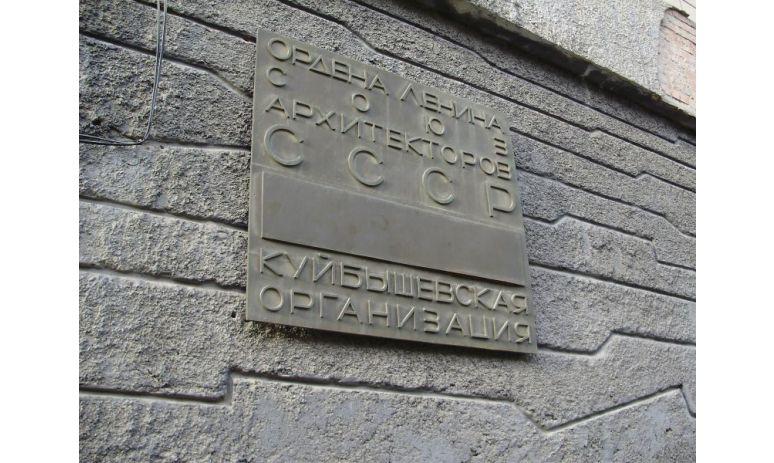 ОРДЕНА ЛЕНИНА
СОЮЗ
АРХИТЕКТОРОВ
СССР
КУЙБЫШЕВСКАЯ
ОРГАНИЗАЦИЯ